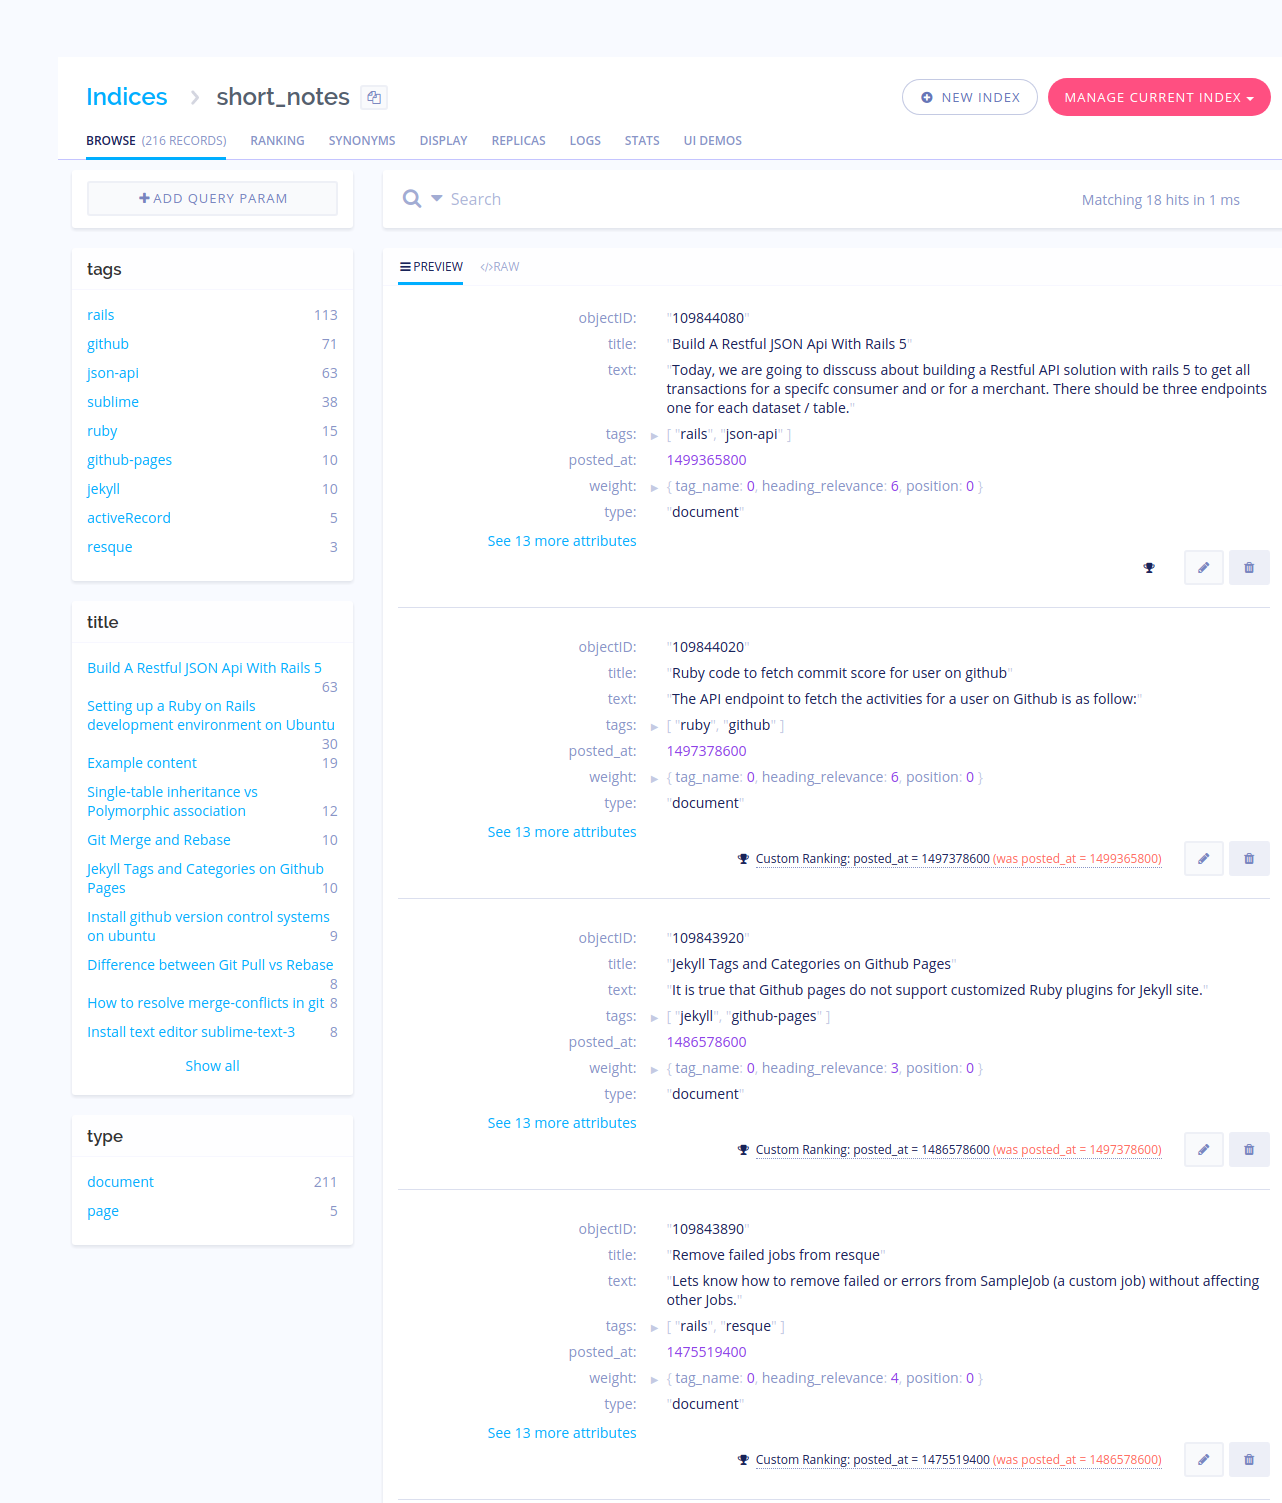 Indices > short_notes
NEW INDEX
MANAGE CURRENT INDEX
BROWSE (216 RECORDS) RANKING SYNONYMS DISPLAY REPLICAS LOGS STATS UI DEMOS
ADD QUERY PARAM
tags
rails 113
github 71
json-api 63
sublime 38
ruby 15
github-pages 10
jekyll 10
activeRecord 5
resque 3
title
Build A Restful JSON Api With Rails 5
63
Setting up a Ruby on Rails
development environment on Ubuntu
30
Example content 19
Single-table inheritance vs
Polymorphic association 12
Git Merge and Rebase 10
Jekyll Tags and Categories on Github
Pages 10
Install github version control systems
on ubuntu 9
Difference between Git Pull vs Rebase
8
How to resolve merge-conflicts in git 8
Install text editor sublime-text-3 8
Show all
type
document 211
page 5
Search
Matching 18 hits in 1 ms
PREVIEW </>RAW
objectID: "109844080"
title: "Build A Restful JSON Api With Rails 5"
text: "Today, we are going to disscuss about building a Restful API solution with rails 5 to get all
transactions for a specifc consumer and or for a merchant. There should be three endpoints
one for each dataset / table."
tags: [ "rails", "json-api" ]
posted_at: 1499365800
weight: { tag_name: 0, heading_relevance: 6, position: 0 }
type: "document"
See 13 more attributes
objectID: "109844020"
title: "Ruby code to fetch commit score for user on github"
text: "The API endpoint to fetch the activities for a user on Github is as follow:"
tags: [ "ruby", "github" ]
posted_at: 1497378600
weight: { tag_name: 0, heading_relevance: 6, position: 0 }
type: "document"
See 13 more attributes
Custom Ranking: posted_at = 1497378600 (was posted_at = 1499365800)
objectID: "109843920"
title: "Jekyll Tags and Categories on Github Pages"
text: "It is true that Github pages do not support customized Ruby plugins for Jekyll site."
tags: [ "jekyll", "github-pages" ]
posted_at: 1486578600
weight: { tag_name: 0, heading_relevance: 3, position: 0 }
type: "document"
See 13 more attributes
Custom Ranking: posted_at = 1486578600 (was posted_at = 1497378600)
objectID: "109843890"
title: "Remove failed jobs from resque"
text: "Lets know how to remove failed or errors from SampleJob (a custom job) without affecting
other Jobs."
tags: [ "rails", "resque" ]
posted_at: 1475519400
weight: { tag_name: 0, heading_relevance: 4, position: 0 }
type: "document"
See 13 more attributes
Custom Ranking: posted_at = 1475519400 (was posted_at = 1486578600)